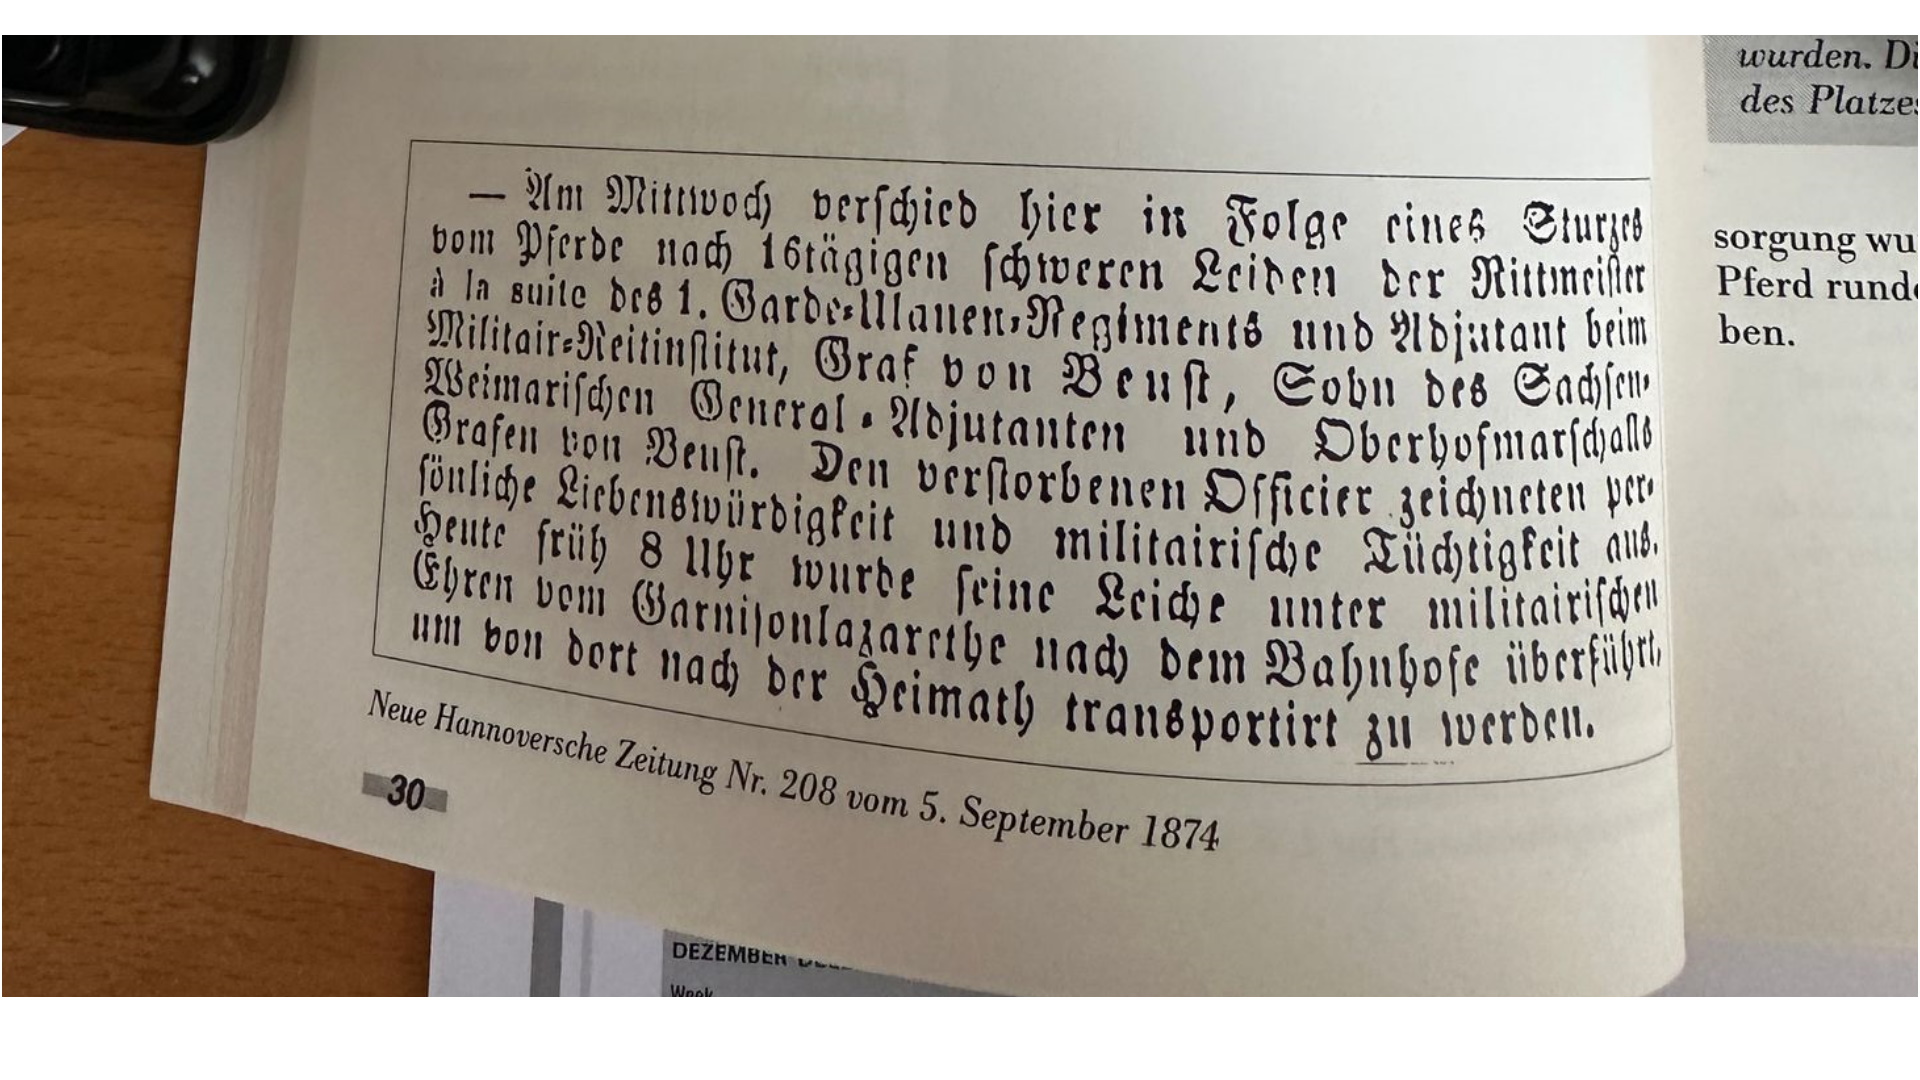 wurden. Di
des Platzes
— Am Mittwoch verschied hier in Folge eines Sturzes
vom Pferde nach 16tägigen schweren Leiden der Rittmeister
à la suite des 1. Garde-Ulanen-Regiments und Adjutant beim
Militair-Reitinstitut, Graf von Beust, Sohn des Sachsen-
Weimarischen General-Adjutanten und Oberhofmarschalls
Grafen von Beust. Den verstorbenen Officier zeichneten per-
sönliche Liebenswürdigkeit und militairische Tüchtigkeit aus.
Heute früh 8 Uhr wurde seine Leiche unter militairischen
Ehren vom Garnisonlazarethe nach dem Bahnhofe überführt,
um von dort nach der Heimath transportirt zu werden.
Neue Hannoversche Zeitung Nr. 208 vom 5. September 1874
30
sorgung wu
Pferd runde
ben.
DEZEMBER
Week